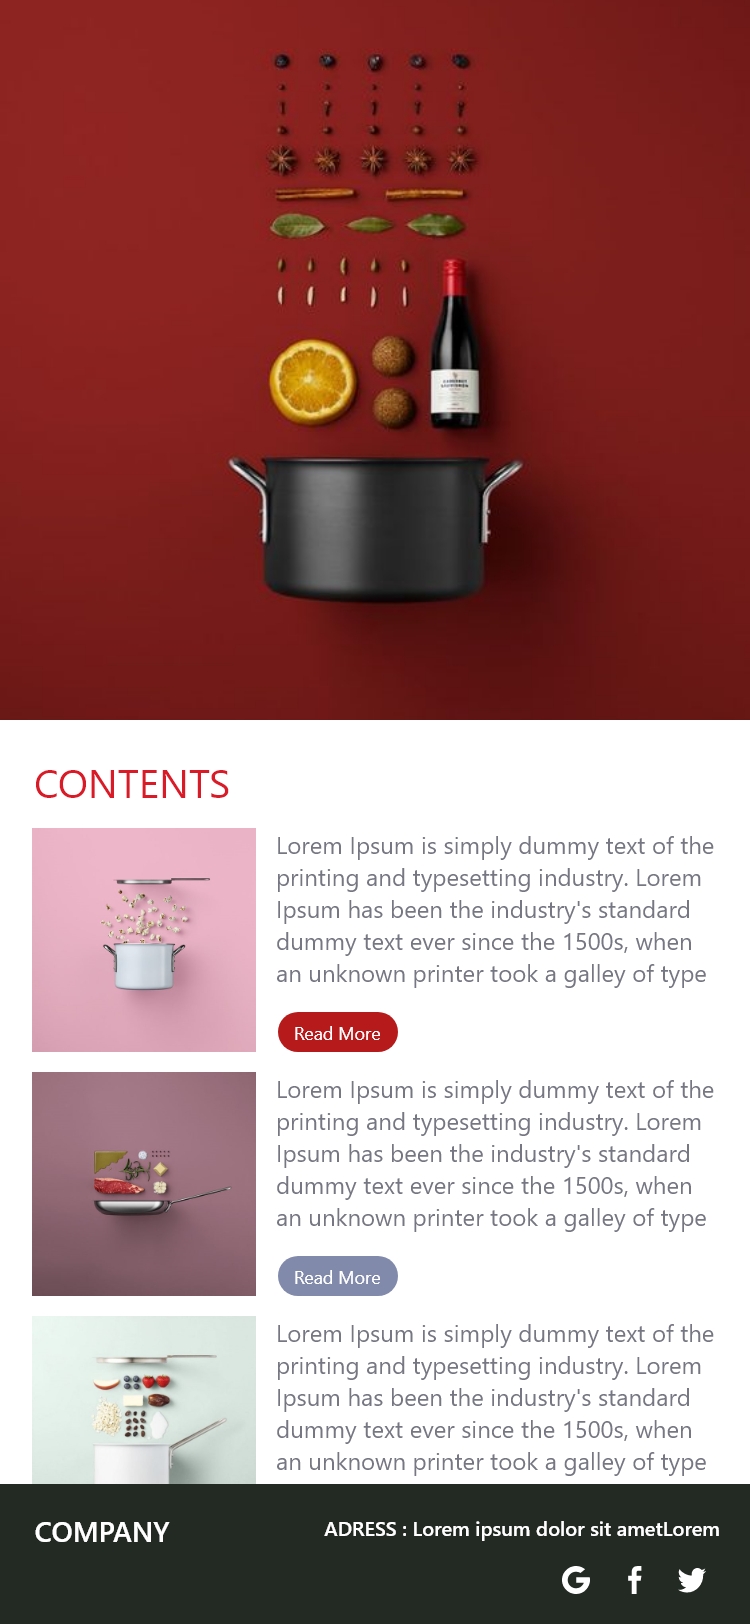 CABERNET
SAUVIGNON
CONTENTS
Lorem Ipsum is simply dummy text of the
printing and typesetting industry. Lorem
Ipsum has been the industry's standard
dummy text ever since the 1500s, when
an unknown printer took a galley of type
Read More
Lorem Ipsum is simply dummy text of the
printing and typesetting industry. Lorem
Ipsum has been the industry's standard
dummy text ever since the 1500s, when
an unknown printer took a galley of type
Read More
Lorem Ipsum is simply dummy text of the
printing and typesetting industry. Lorem
Ipsum has been the industry's standard
dummy text ever since the 1500s, when
an unknown printer took a galley of type
COMPANY
ADRESS : Lorem ipsum dolor sit ametLorem